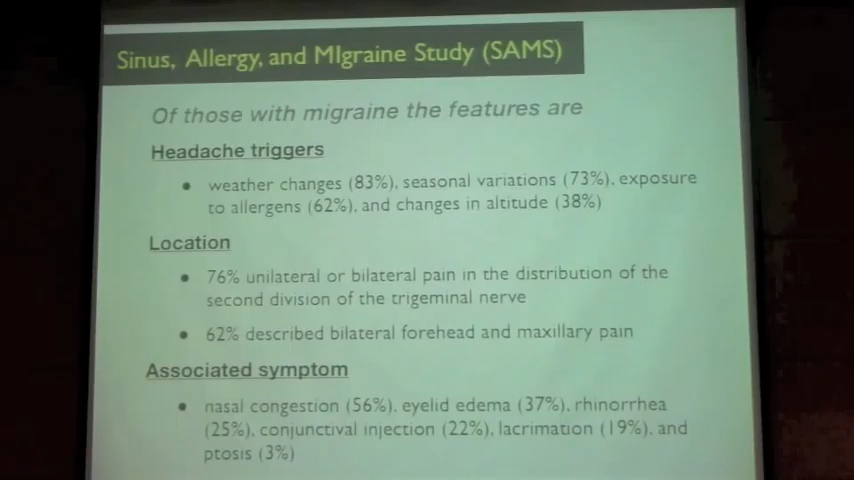 Sinus, Allergy, and MIgraine Study (SAMS)
Of those with migraine the features are
Headache triggers
• weather changes (83%), seasonal variations (73%), exposure
to allergens (62%), and changes in altitude (38%)
Location
• 76% unilateral or bilateral pain in the distribution of the
second division of the trigeminal nerve
• 62% described bilateral forehead and maxillary pain
Associated symptom
• nasal congestion (56%), eyelid edema (37%), rhinorrhea
(25%), conjunctival injection (22%), lacrimation (19%), and
ptosis (3%)